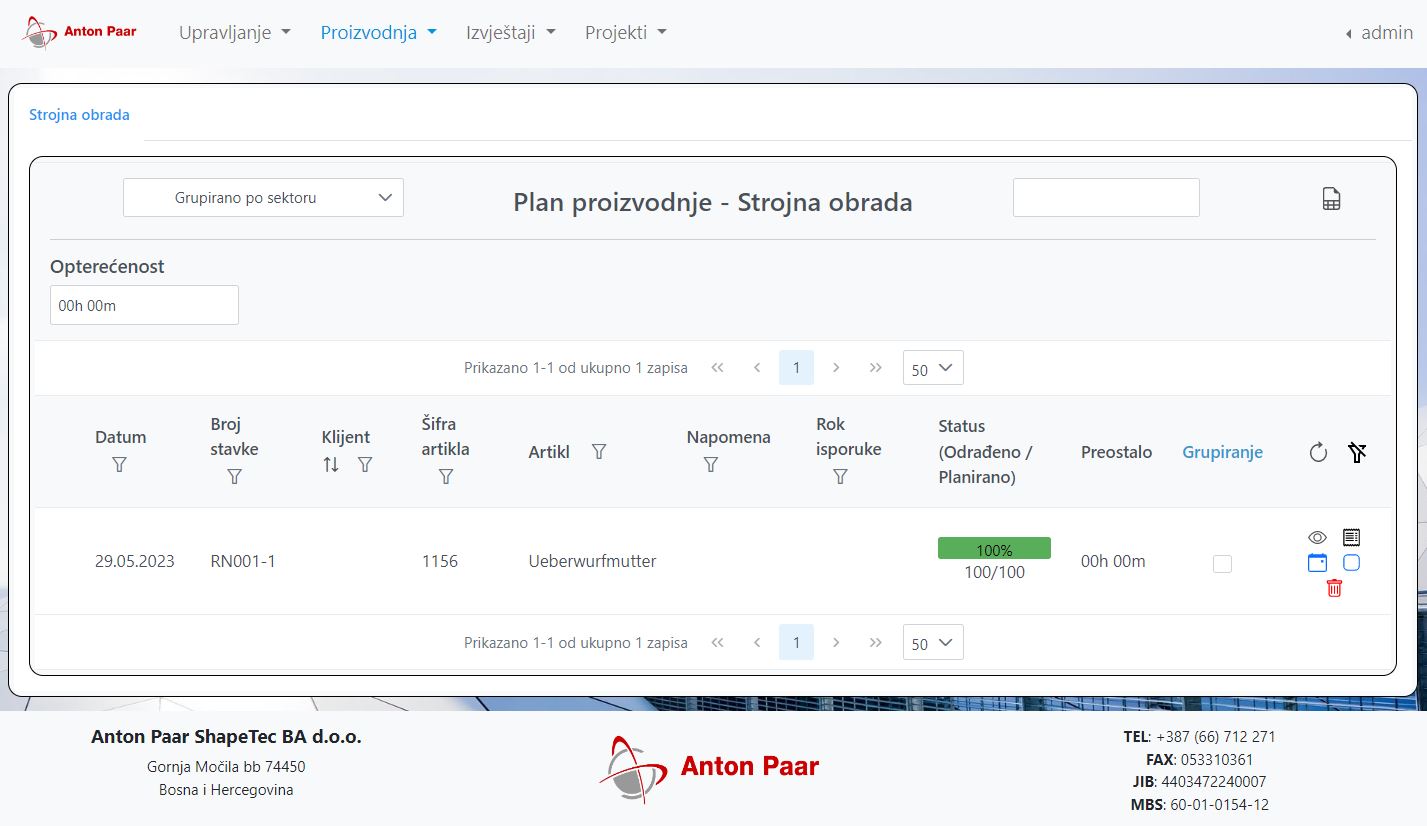 Anton Paar
Upravljanje
Proizvodnja
Izvještaji
Projekti
admin
Strojna obrada
Grupirano po sektoru
Plan proizvodnje - Strojna obrada
Opterećenost
00h 00m
Prikazano 1-1 od ukupno 1 zapisa
1
50
Datum
Broj
stavke
Klijent
Šifra
artikla
Artikl
Napomena
Rok
isporuke
Status
(Odrađeno /
Planirano)
Preostalo
Grupiranje
29.05.2023
RN001-1
1156
Ueberwurfmutter
100%
100/100
00h 00m
Prikazano 1-1 od ukupno 1 zapisa
1
50
Anton Paar ShapeTec BA d.o.o.
Gornja Močila bb 74450
Bosna i Hercegovina
Anton Paar
TEL: +387 (66) 712 271
FAX: 053310361
JIB: 4403472240007
MBS: 60-01-0154-12